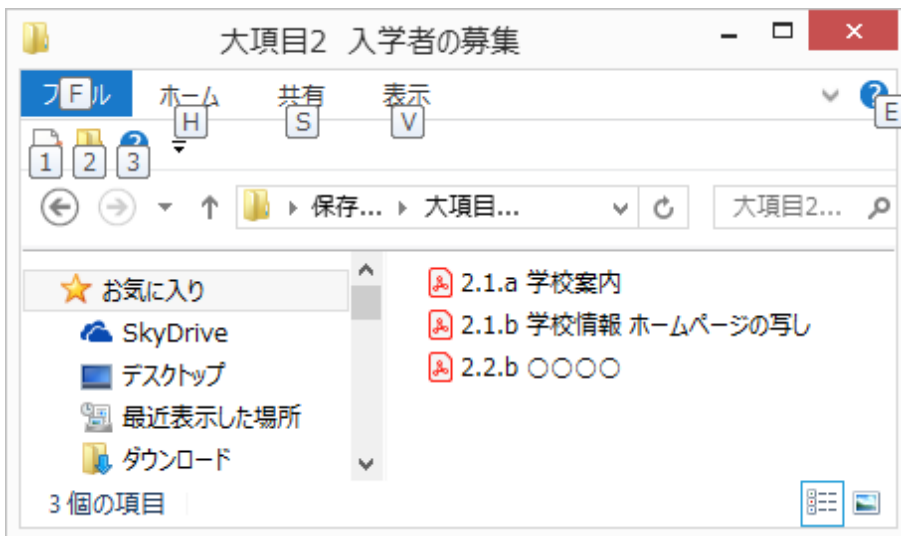 大項目2 入学者の募集
フ F ル ホーム 共有 表示
H S V E
1 2 3
保存... 大項目... 大項目2...
お気に入り
SkyDrive
デスクトップ
最近表示した場所
ダウンロード
2.1.a 学校案内
2.1.b 学校情報 ホームページの写し
2.2.b ○○○○
3 個の項目